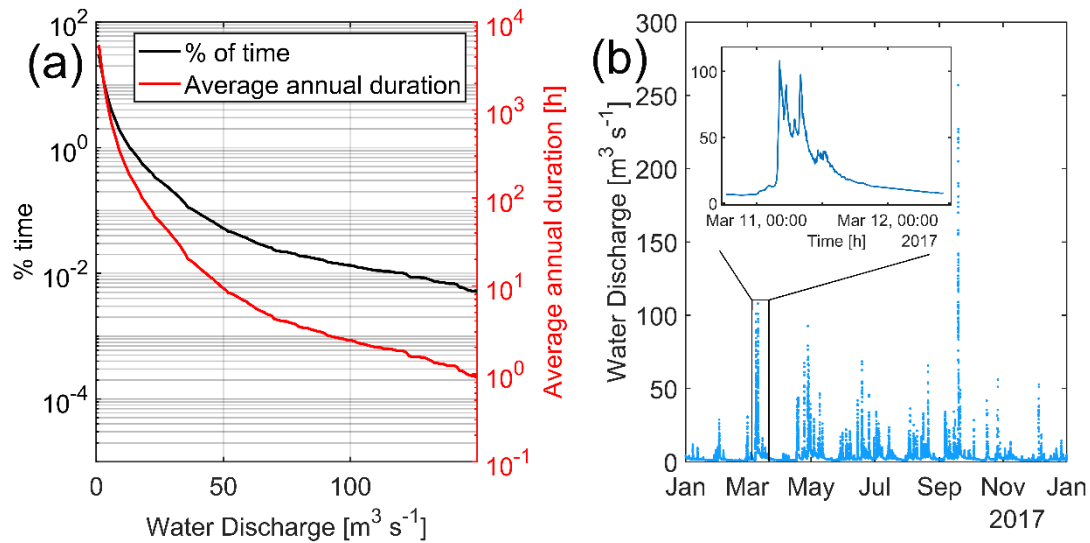 (a)
% of time
Average annual duration
10^2
10^0
10^-2
10^-4
% time
0
50
100
Water Discharge [m^3 s^-1]
10^4
10^3
10^2
10^1
10^0
10^-1
Average annual duration [h]
(b)
300
250
200
150
100
50
0
Water Discharge [m^3 s^-1]
100
50
0
Mar 11, 00:00
Mar 12, 00:00
Time [h]
2017
Jan
Mar
May
Jul
Sep
Nov
Jan
2017